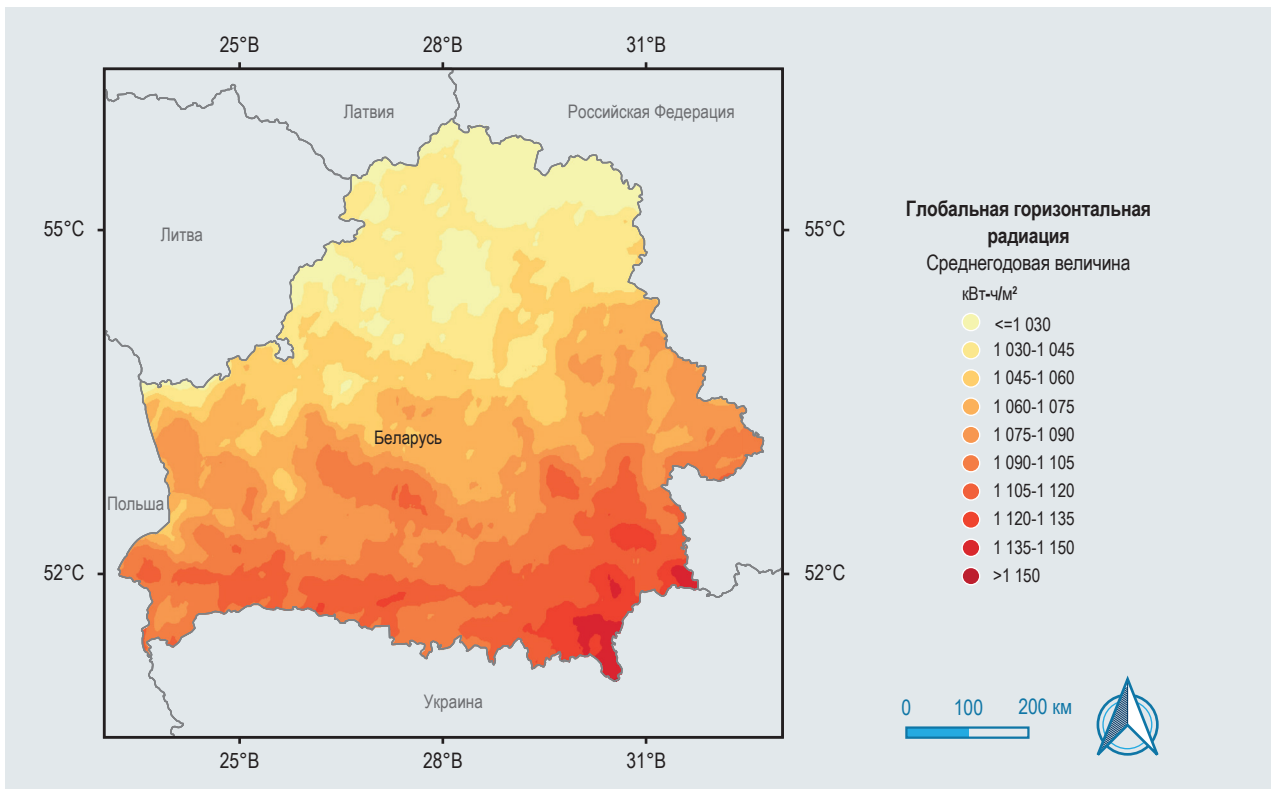 25°В 28°В 31°В
Латвия
Российская Федерация
55°С
55°С
Литва
Беларусь
Польша
52°С
52°С
Украина
25°В 28°В 31°В
Глобальная горизонтальная
радиация
Среднегодовая величина
кВт-ч/м²
<=1 030
1 030-1 045
1 045-1 060
1 060-1 075
1 075-1 090
1 090-1 105
1 105-1 120
1 120-1 135
1 135-1 150
>1 150
0 100 200 км